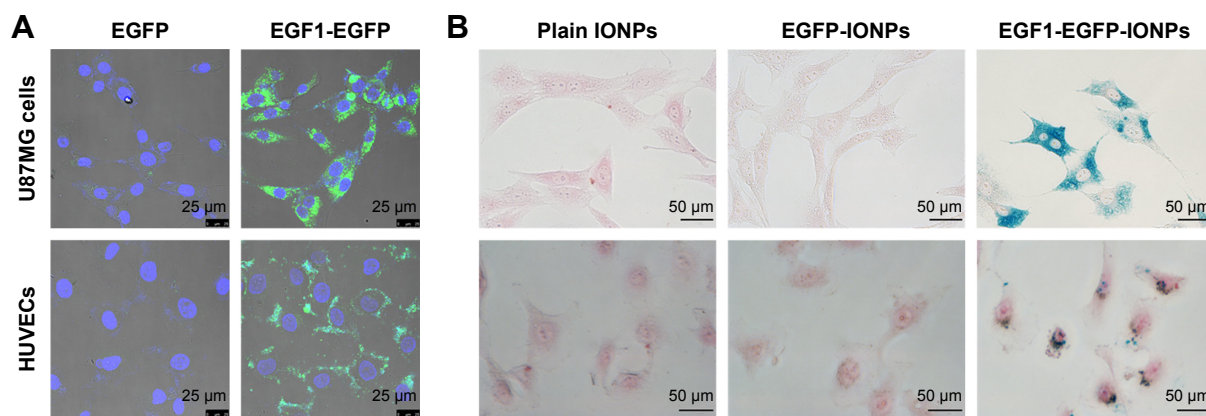 A
EGFP
EGF1-EGFP
B
Plain IONPs
EGFP-IONPs
EGF1-EGFP-IONPs
U87MG cells
25 µm
25 µm
50 µm
50 µm
50 µm
HUVECs
25 µm
25 µm
50 µm
50 µm
50 µm